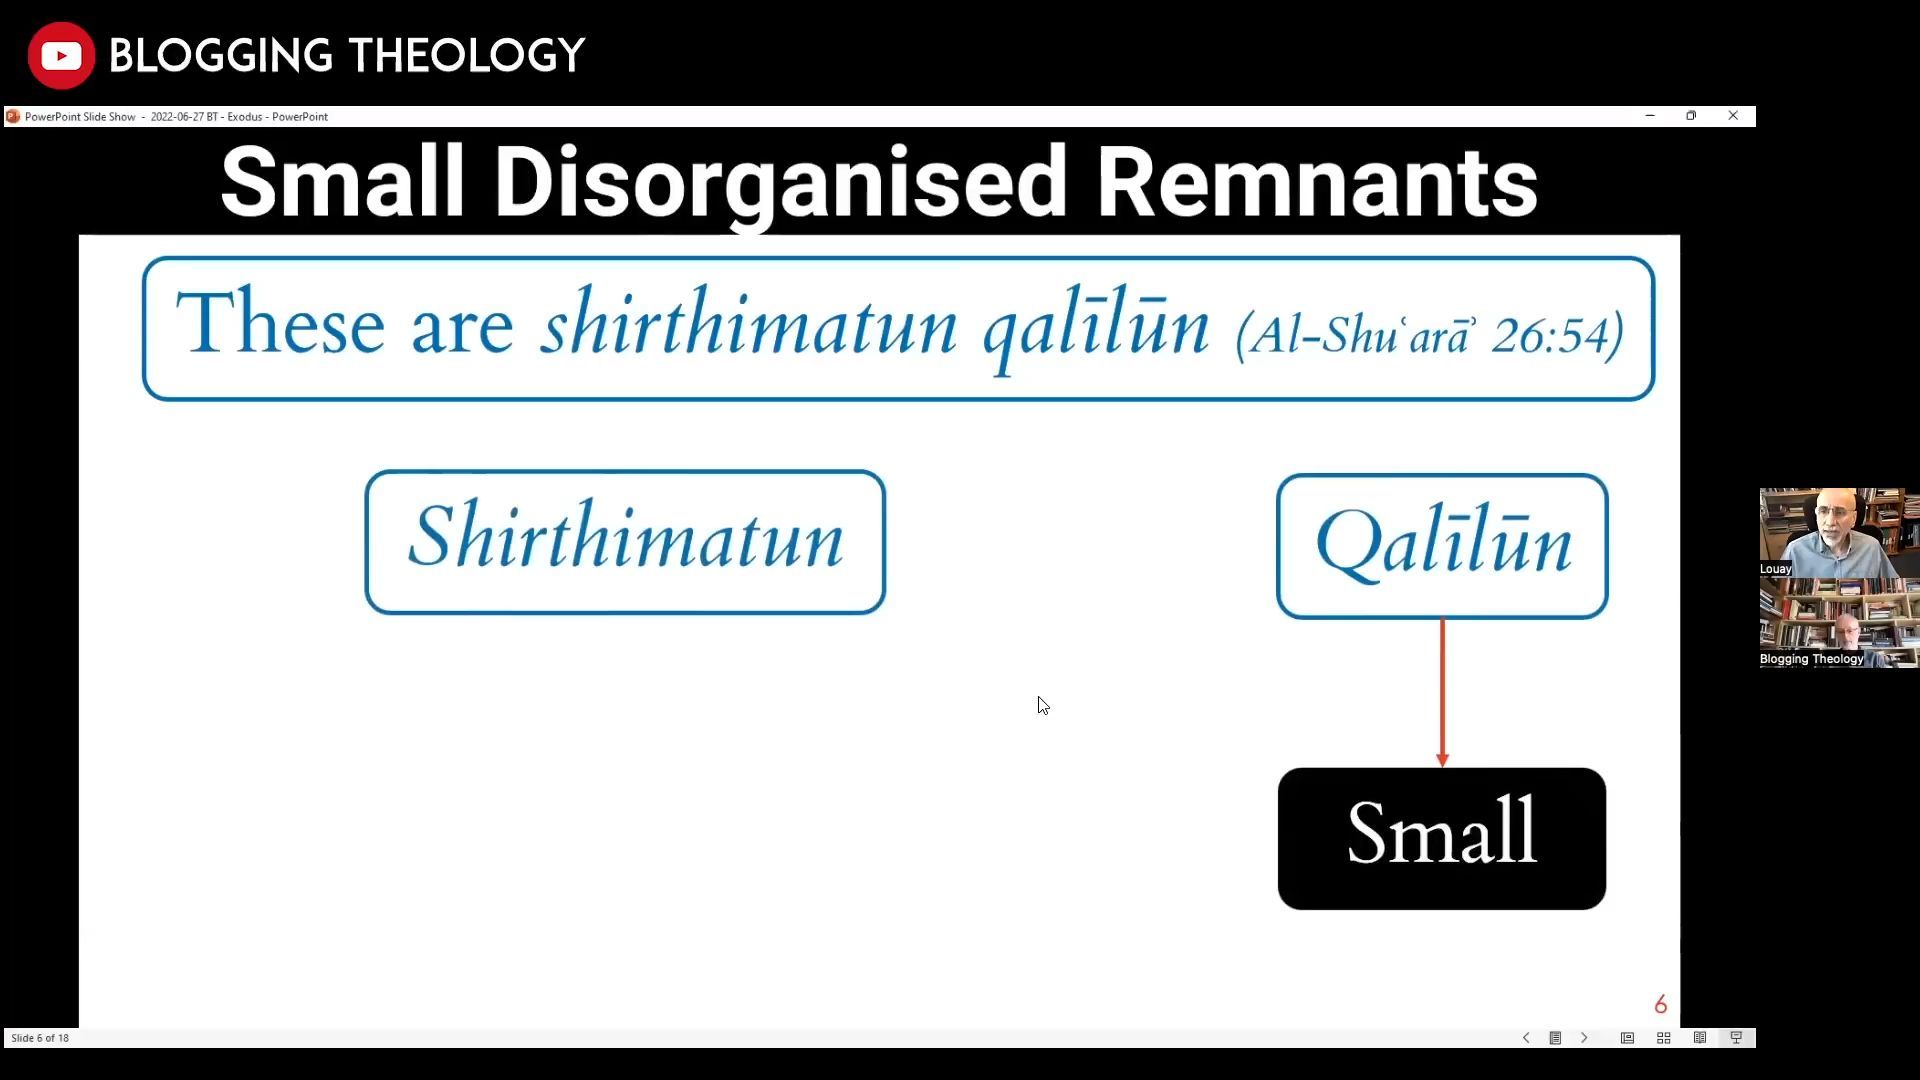 BLOGGING THEOLOGY
PowerPoint Slide Show - 2022-06-27 BT - Exodus - PowerPoint
Small Disorganised Remnants
These are shirthimatun qalīlūn (Al-Shuʿarāʾ 26:54)
Shirthimatun
Qalīlūn
Small
Louay
Blogging Theology
6
Slide 6 of 18